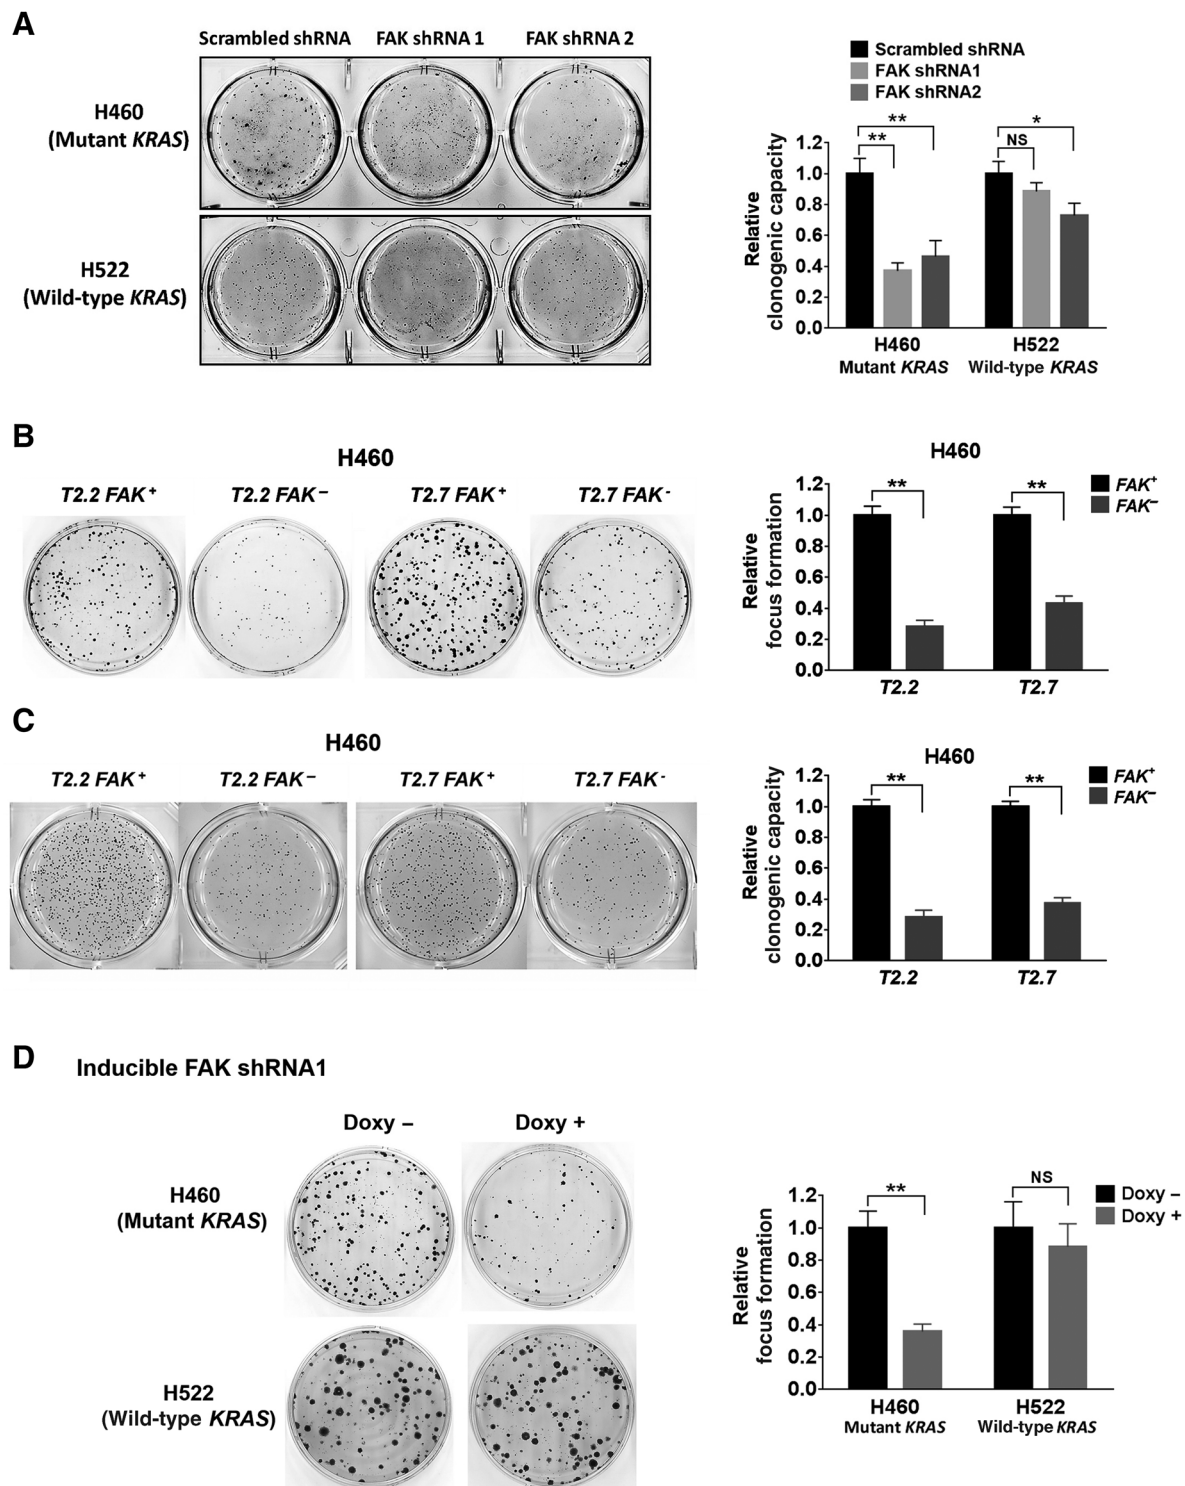 A
Scrambled shRNA FAK shRNA 1 FAK shRNA 2
H460
(Mutant KRAS)
H522
(Wild-type KRAS)
Scrambled shRNA
FAK shRNA1
FAK shRNA2
Relative
clonogenic capacity
1.2
1.0
0.8
0.6
0.4
0.2
0.0
**
**
NS
*
H460
Mutant KRAS
H522
Wild-type KRAS
B
H460
T2.2 FAK+ T2.2 FAK– T2.7 FAK+ T2.7 FAK-
H460
FAK+
FAK–
Relative
focus formation
1.2
1.0
0.8
0.6
0.4
0.2
0.0
**
**
T2.2 T2.7
C
H460
T2.2 FAK+ T2.2 FAK– T2.7 FAK+ T2.7 FAK-
H460
FAK+
FAK–
Relative
clonogenic capacity
1.2
1.0
0.8
0.6
0.4
0.2
0.0
**
**
T2.2 T2.7
D
Inducible FAK shRNA1
Doxy – Doxy +
H460
(Mutant KRAS)
H522
(Wild-type KRAS)
Doxy –
Doxy +
Relative
focus formation
1.2
1.0
0.8
0.6
0.4
0.2
0.0
**
NS
H460
Mutant KRAS
H522
Wild-type KRAS